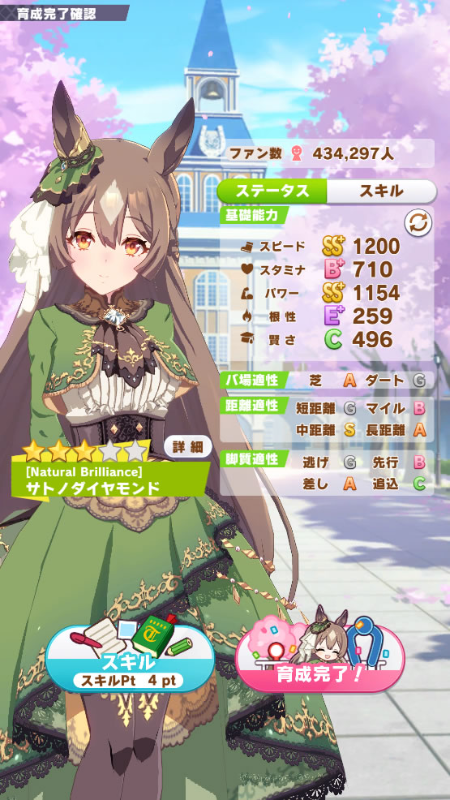 育成完了確認
ファン数 434,297人
ステータス スキル
基礎能力
スピード SS+ 1200
スタミナ B+ 710
パワー SS+ 1154
根性 E+ 259
賢さ C 496
バ場適性 芝 A ダート G
距離適性 短距離 G マイル B
中距離 S 長距離 A
脚質適性 逃げ G 先行 B
差し A 追込 C
詳細
[Natural Brilliance]
サトノダイヤモンド
T
スキル
スキルPt 4 pt
育成完了!